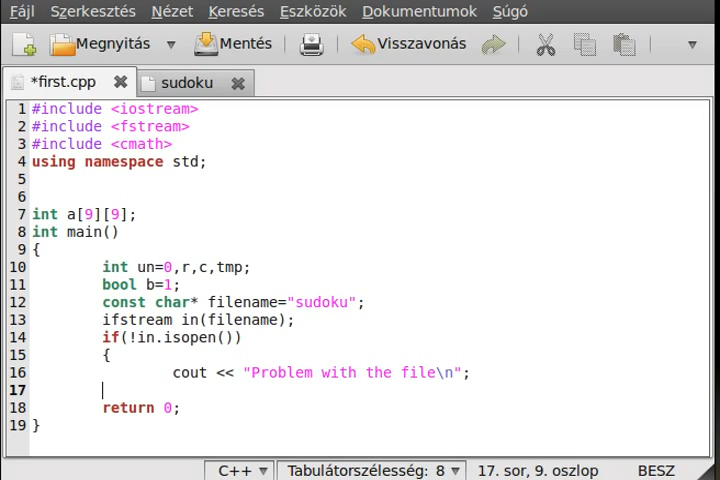 Fájl Szerkesztés Nézet Keresés Eszközök Dokumentumok Súgó
Megnyitás Mentés Visszavonás
*first.cpp sudoku
1 #include <iostream>
2 #include <fstream>
3 #include <cmath>
4 using namespace std;
5
6
7 int a[9][9];
8 int main()
9 {
10 int un=0,r,c,tmp;
11 bool b=1;
12 const char* filename="sudoku";
13 ifstream in(filename);
14 if(!in.isopen())
15 {
16 cout << "Problem with the file\n";
17
18 return 0;
19 }
C++ Tabulátorszélesség: 8 17. sor, 9. oszlop BESZ